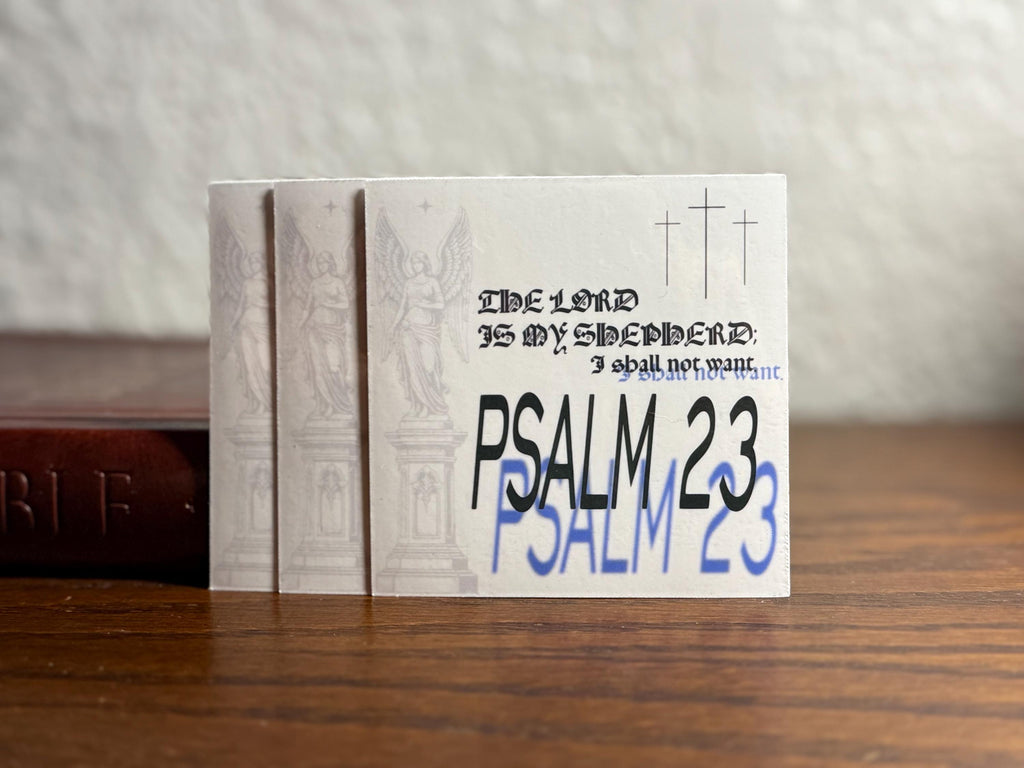 THE LORD
IS MY SHEPHERD:
I shall not want.
I shall not want.
PSALM 23
PSALM 23